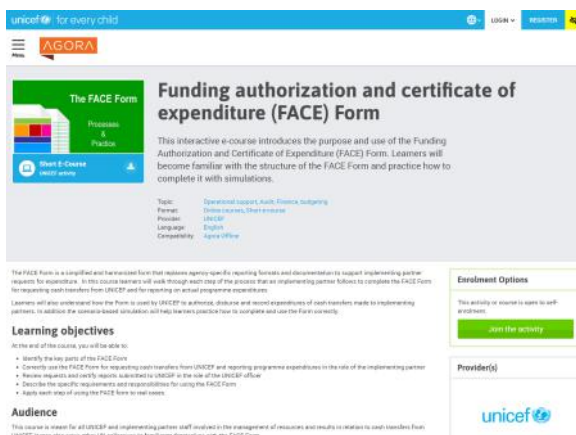 unicef for every child
LOGIN
REGISTER
Menu
AGORA
The FACE Form
Processes
&
Practice
Short E-Course
UNICEF activity
Funding authorization and certificate of
expenditure (FACE) Form
This interactive e-course introduces the purpose and use of the Funding
Authorization and Certificate of Expenditure (FACE) Form. Learners will
become familiar with the structure of the FACE Form and practice how to
complete it with simulations.
Topic: Operational support, Audit, Finance, budgeting
Format: Online courses, Short e-course
Provider: UNICEF
Language: English
Compatibility: Agora Offline
The FACE Form is a simplified and harmonized form that replaces agency-specific reporting formats and documentation to support implementing partner
requests for expenditure. In this course learners will walk through each step of the process that an implementing partner follows to complete the FACE Form
for requesting cash transfers from UNICEF and for reporting on actual programme expenditures.
Learners will also understand how the Form is used by UNICEF to authorize, disburse and record expenditures of cash transfers made to implementing
partners. In addition the scenario-based simulation will help learners practice how to complete and use the Form correctly.
Learning objectives
At the end of the course, you will be able to:
Identify the key parts of the FACE Form
Correctly use the FACE Form for requesting cash transfers from UNICEF and reporting programme expenditures in the role of the implementing partner
Review requests and certify reports submitted to UNICEF in the role of the UNICEF officer
Describe the specific requirements and responsibilities for using the FACE Form
Apply each step of using the FACE form to real cases.
Audience
This course is meant for all UNICEF and implementing partner staff involved in the management of resources and results in relation to cash transfers from
Enrolment Options
This activity or course is open to self-
enrolment.
Join the activity
Provider(s)
unicef